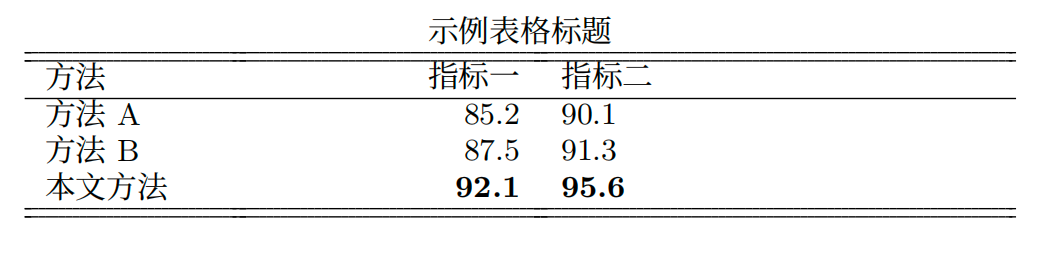 示例表格标题
方法 指标一 指标二
方法 A 85.2 90.1
方法 B 87.5 91.3
本文方法 92.1 95.6